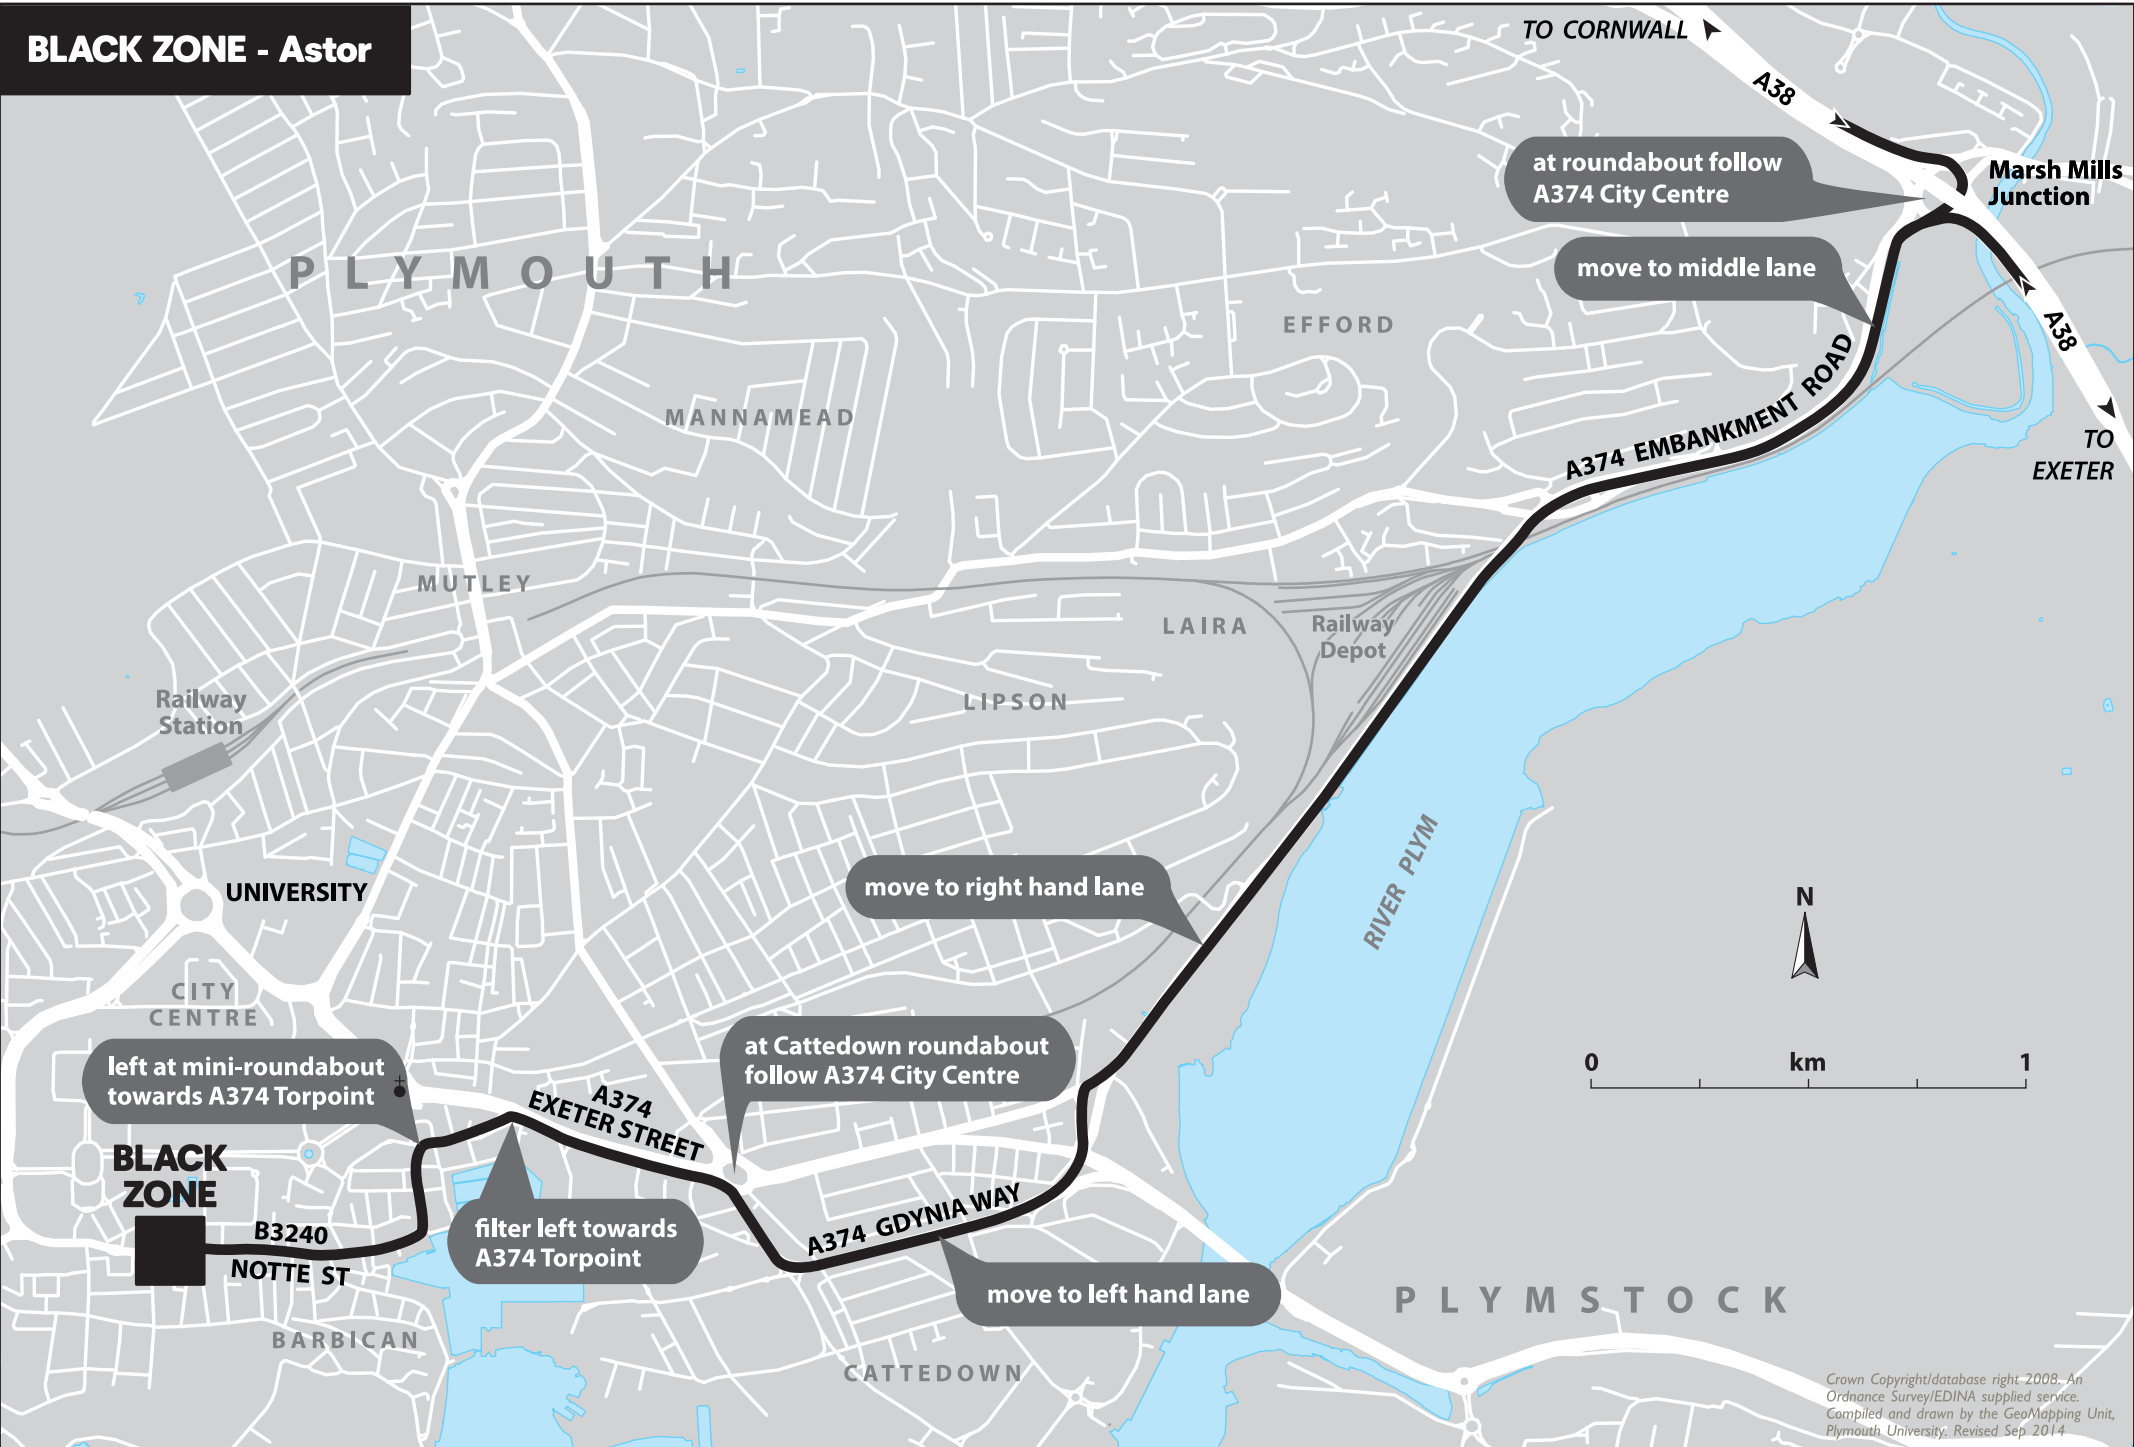 BLACK ZONE - Astor
TO CORNWALL
A38
at roundabout follow
A374 City Centre
Marsh Mills
Junction
move to middle lane
PLYMOUTH
EFFORD
A38
TO
EXETER
MANNAMEAD
A374 EMBANKMENT ROAD
MUTLEY
LAIRA
Railway
Depot
Railway
Station
LIPSON
RIVER PLYM
move to right hand lane
UNIVERSITY
N
CITY
CENTRE
left at mini-roundabout
towards A374 Torpoint
at Cattedown roundabout
follow A374 City Centre
0 km 1
A374
EXETER STREET
BLACK
ZONE
B3240
NOTTE ST
filter left towards
A374 Torpoint
A374 GDYNIA WAY
move to left hand lane
PLYMSTOCK
BARBICAN
CATTEDOWN
Crown Copyright/database right 2008. An
Ordnance Survey/EDINA supplied service.
Compiled and drawn by the GeoMapping Unit,
Plymouth University. Revised Sep 2014